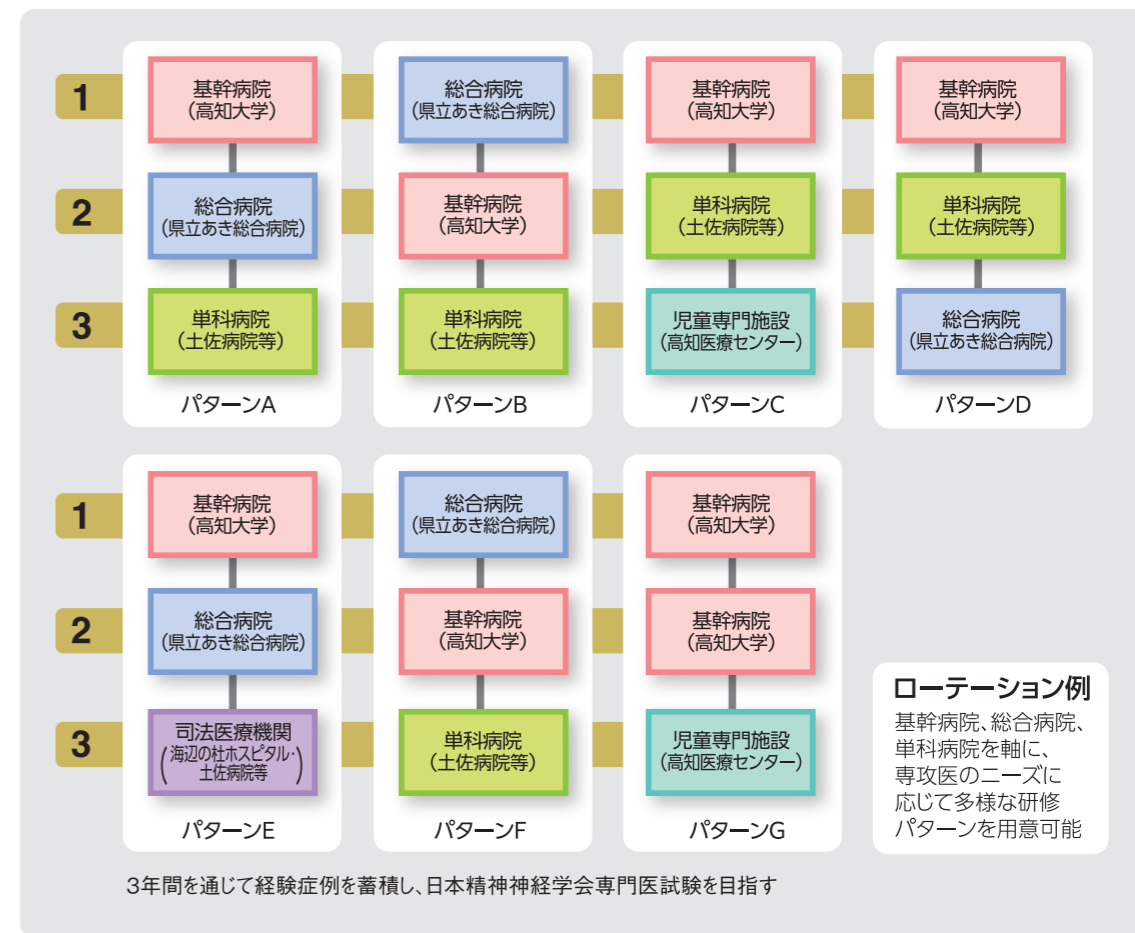 1
基幹病院
(高知大学)
総合病院
(県立あき総合病院)
基幹病院
(高知大学)
基幹病院
(高知大学)
2
総合病院
(県立あき総合病院)
基幹病院
(高知大学)
単科病院
(土佐病院等)
単科病院
(土佐病院等)
3
単科病院
(土佐病院等)
単科病院
(土佐病院等)
児童専門施設
(高知医療センター)
総合病院
(県立あき総合病院)
パターンA
パターンB
パターンC
パターンD
1
基幹病院
(高知大学)
総合病院
(県立あき総合病院)
基幹病院
(高知大学)
2
総合病院
(県立あき総合病院)
基幹病院
(高知大学)
基幹病院
(高知大学)
3
司法医療機関
(海辺の杜ホスピタル・
土佐病院等)
単科病院
(土佐病院等)
児童専門施設
(高知医療センター)
パターンE
パターンF
パターンG
ローテーション例
基幹病院、総合病院、
単科病院を軸に、
専攻医のニーズに
応じて多様な研修
パターンを用意可能
3年間を通じて経験症例を蓄積し、日本精神神経学会専門医試験を目指す